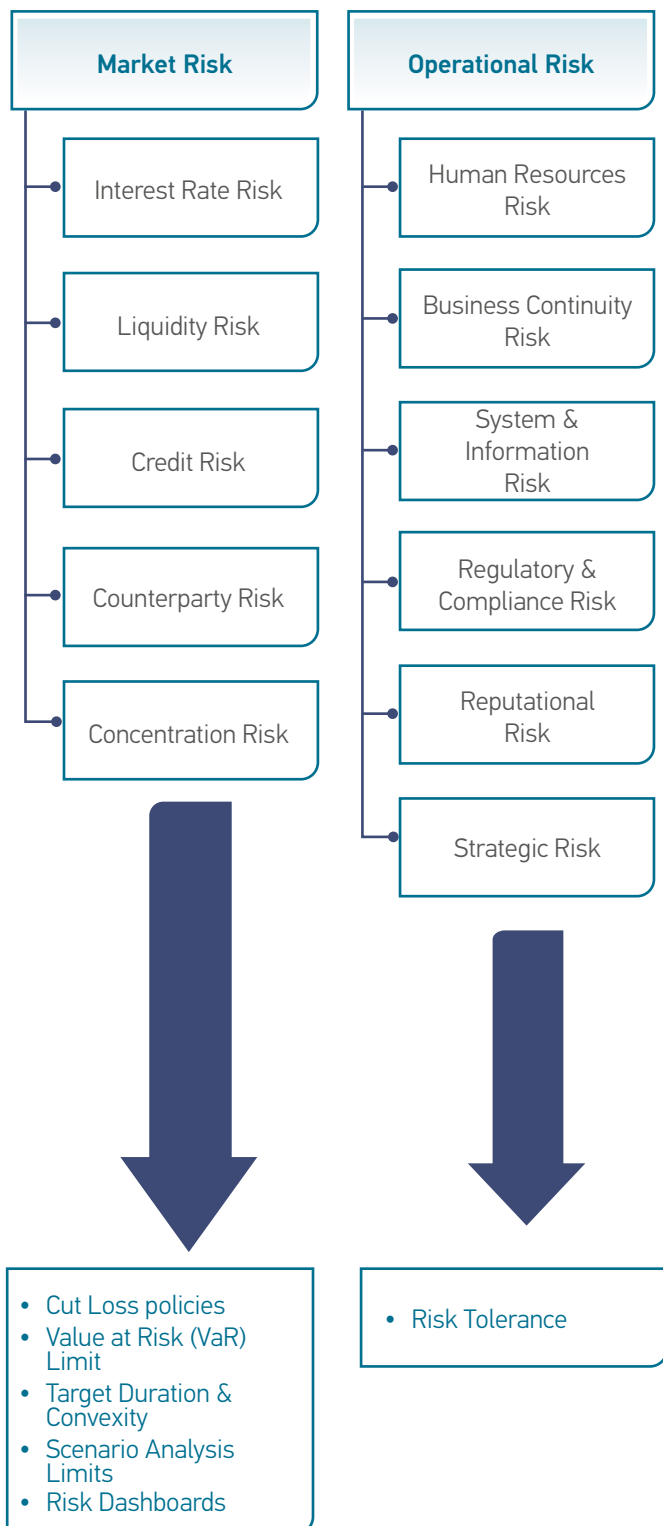 Market Risk
Interest Rate Risk
Liquidity Risk
Credit Risk
Counterparty Risk
Concentration Risk
• Cut Loss policies
• Value at Risk (VaR)
Limit
• Target Duration &
Convexity
• Scenario Analysis
Limits
• Risk Dashboards
Operational Risk
Human Resources
Risk
Business Continuity
Risk
System &
Information
Risk
Regulatory &
Compliance Risk
Reputational
Risk
Strategic Risk
• Risk Tolerance